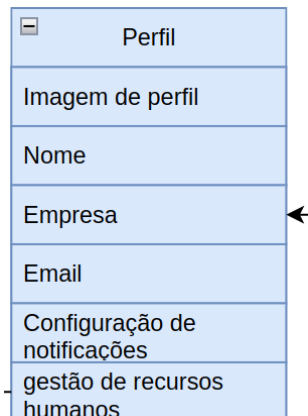 Perfil
Imagem de perfil
Nome
Empresa
Email
Configuração de
notificações
gestão de recursos
humanos